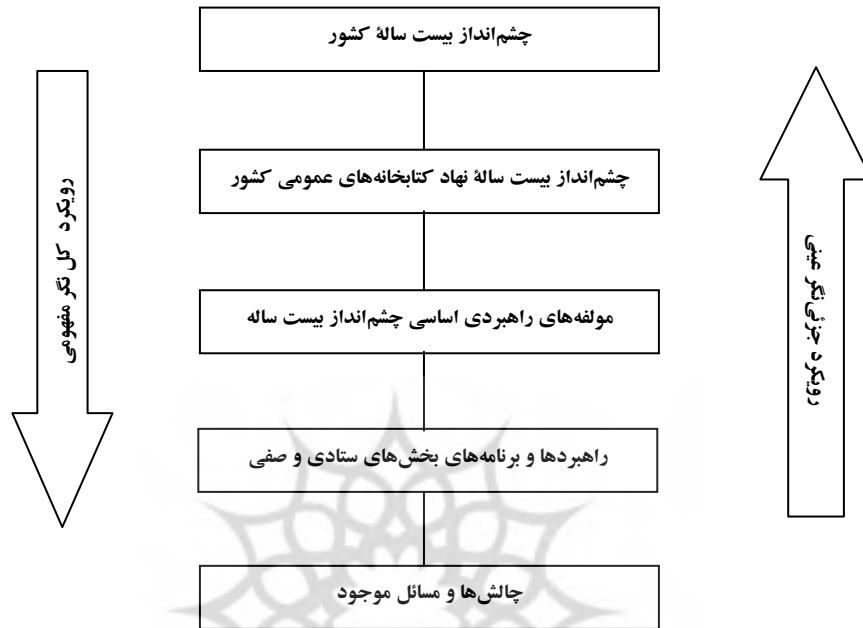 چشم‌انداز بیست سالۀ کشور
چشم‌انداز بیست سالۀ نهاد کتابخانه‌های عمومی کشور
مولفه‌های راهبردی اساسی چشم‌انداز بیست ساله
راهبردها و برنامه‌های بخش‌های ستادی و صفی
چالش‌ها و مسائل موجود
رویکرد جزئی‌نگر عینی
رویکرد کل نگر مفهومی